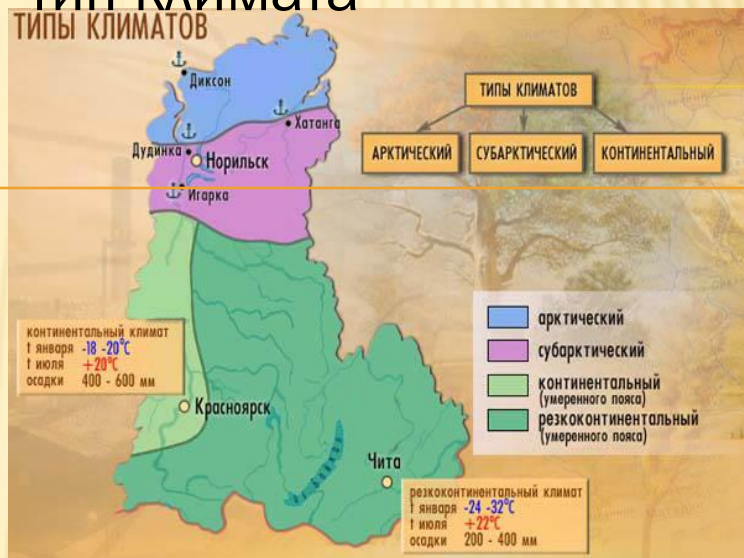 Тип климата
ТИПЫ КЛИМАТОВ
Диксон
Хатанга
Дудинка
Норильск
Игарка
ТИПЫ КЛИМАТОВ
АРКТИЧЕСКИЙ
СУБАРКТИЧЕСКИЙ
КОНТИНЕНТАЛЬНЫЙ
арктический
субарктический
континентальный
(умеренного пояса)
резкоконтинентальный
(умеренного пояса)
континентальный климат
t января -18 -20°C
t июля +20°C
осадки 400 - 600 мм
Красноярск
Чита
резкоконтинентальный климат
t января -24 -32°C
t июля +22°C
осадки 200 - 400 мм